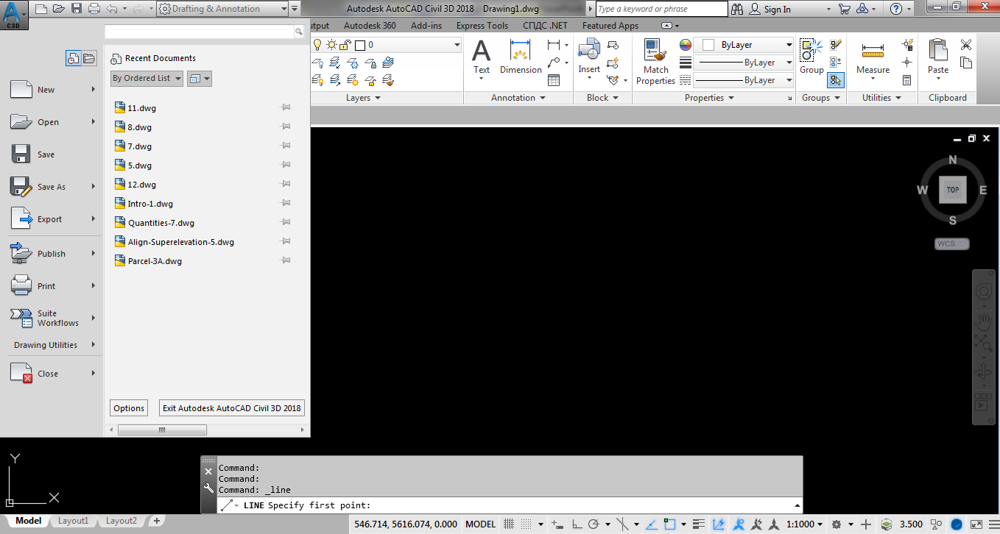 A
C3D
Drafting & Annotation
Autodesk AutoCAD Civil 3D 2018 Drawing1.dwg
Type a keyword or phrase
Sign In
tput Autodesk 360 Add-ins Express Tools СПДС .NET Featured Apps
0
Text
Dimension
Insert
Match
Properties
ByLayer
ByLayer
ByLayer
Group
Measure
Paste
Layers
Annotation
Block
Properties
Groups
Utilities
Clipboard
Recent Documents
By Ordered List
New
Open
Save
Save As
Export
Publish
Print
Suite
Workflows
Drawing Utilities
Close
11.dwg
8.dwg
7.dwg
5.dwg
12.dwg
Intro-1.dwg
Quantities-7.dwg
Align-Superelevation-5.dwg
Parcel-3A.dwg
Options
Exit Autodesk AutoCAD Civil 3D 2018
N
W TOP E
S
WCS
Y
X
Command:
Command:
Command: _line
LINE Specify first point:
Model Layout1 Layout2 +
546.714, 5616.074, 0.000 MODEL 1:1000 3.500